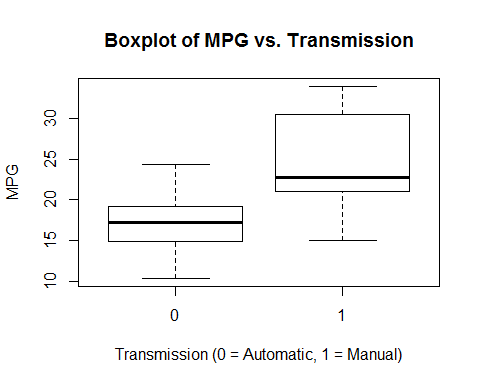 Boxplot of MPG vs. Transmission
MPG
30
25
20
15
10
0 1
Transmission (0 = Automatic, 1 = Manual)